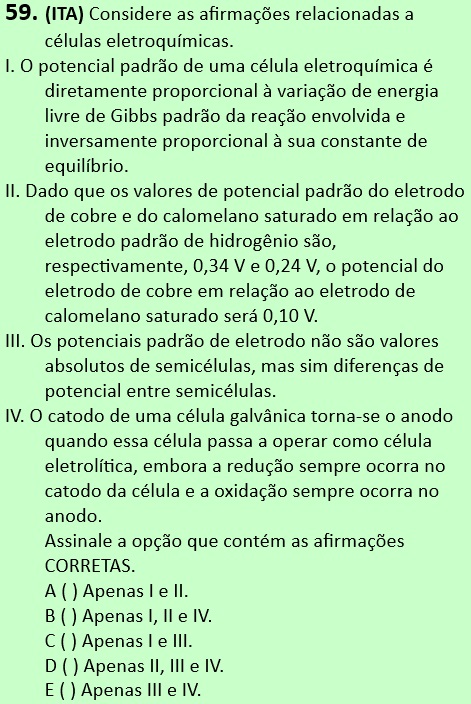 59. (ITA) Considere as afirmações relacionadas a
células eletroquímicas.
I. O potencial padrão de uma célula eletroquímica é
diretamente proporcional à variação de energia
livre de Gibbs padrão da reação envolvida e
inversamente proporcional à sua constante de
equilíbrio.
II. Dado que os valores de potencial padrão do eletrodo
de cobre e do calomelano saturado em relação ao
eletrodo padrão de hidrogênio são,
respectivamente, 0,34 V e 0,24 V, o potencial do
eletrodo de cobre em relação ao eletrodo de
calomelano saturado será 0,10 V.
III. Os potenciais padrão de eletrodo não são valores
absolutos de semicélulas, mas sim diferenças de
potencial entre semicélulas.
IV. O catodo de uma célula galvânica torna-se o anodo
quando essa célula passa a operar como célula
eletrolítica, embora a redução sempre ocorra no
catodo da célula e a oxidação sempre ocorra no
anodo.
Assinale a opção que contém as afirmações
CORRETAS.
A ( ) Apenas I e II.
B ( ) Apenas I, II e IV.
C ( ) Apenas I e III.
D ( ) Apenas II, III e IV.
E ( ) Apenas III e IV.